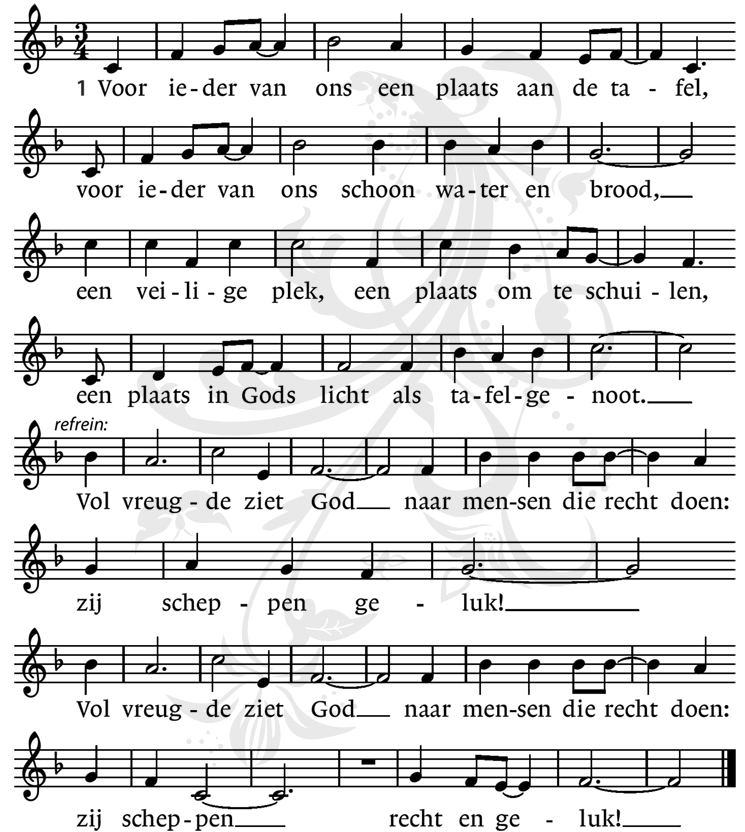 1 Voor ie-der van ons een plaats aan de ta - fel,
voor ie-der van ons schoon wa-ter en brood,
een vei-li-ge plek, een plaats om te schui-len,
een plaats in Gods licht als ta-fel-ge - noot.
refrein:
Vol vreug-de ziet God naar men-sen die recht doen:
zij schep - pen ge - luk!
Vol vreug-de ziet God naar men-sen die recht doen:
zij schep-pen recht en ge - luk!